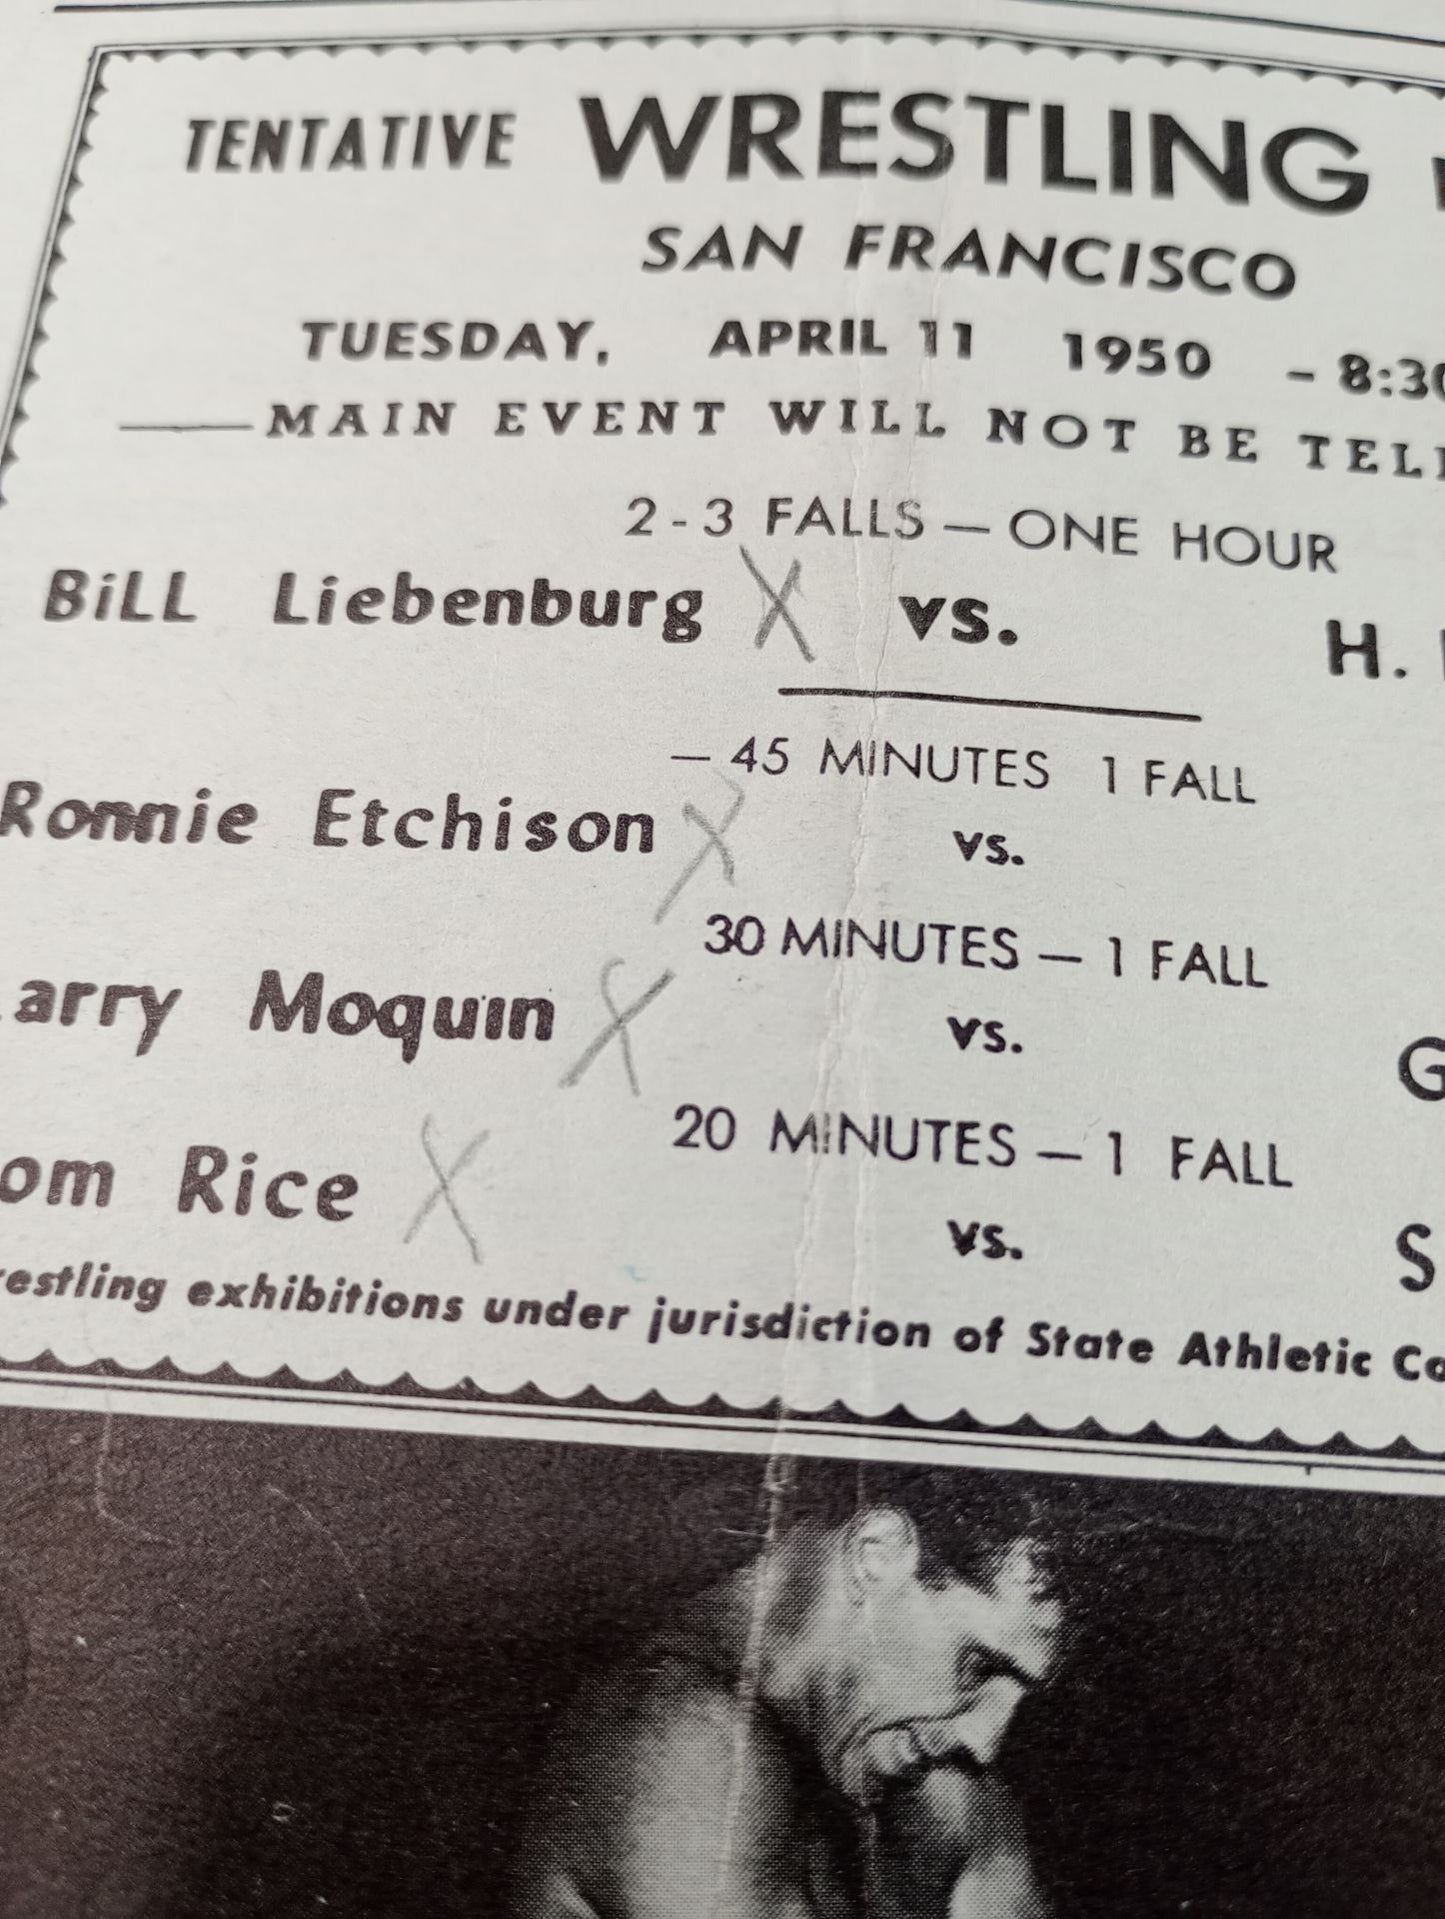 TENTATIVE WRESTLING
SAN FRANCISCO
TUESDAY, APRIL 11 1950 - 8:30
MAIN EVENT WILL NOT BE
2-3 FALLS — ONE HOUR
BiLL Liebenburg X vs. H.
— 45 MINUTES 1 FALL
Ronnie Etchison X vs.
30 MINUTES — 1 FALL
arry Moquin X vs. G
20 MINUTES — 1 FALL
om Rice X vs. S
restling exhibitions under jurisdiction of State Athletic Co